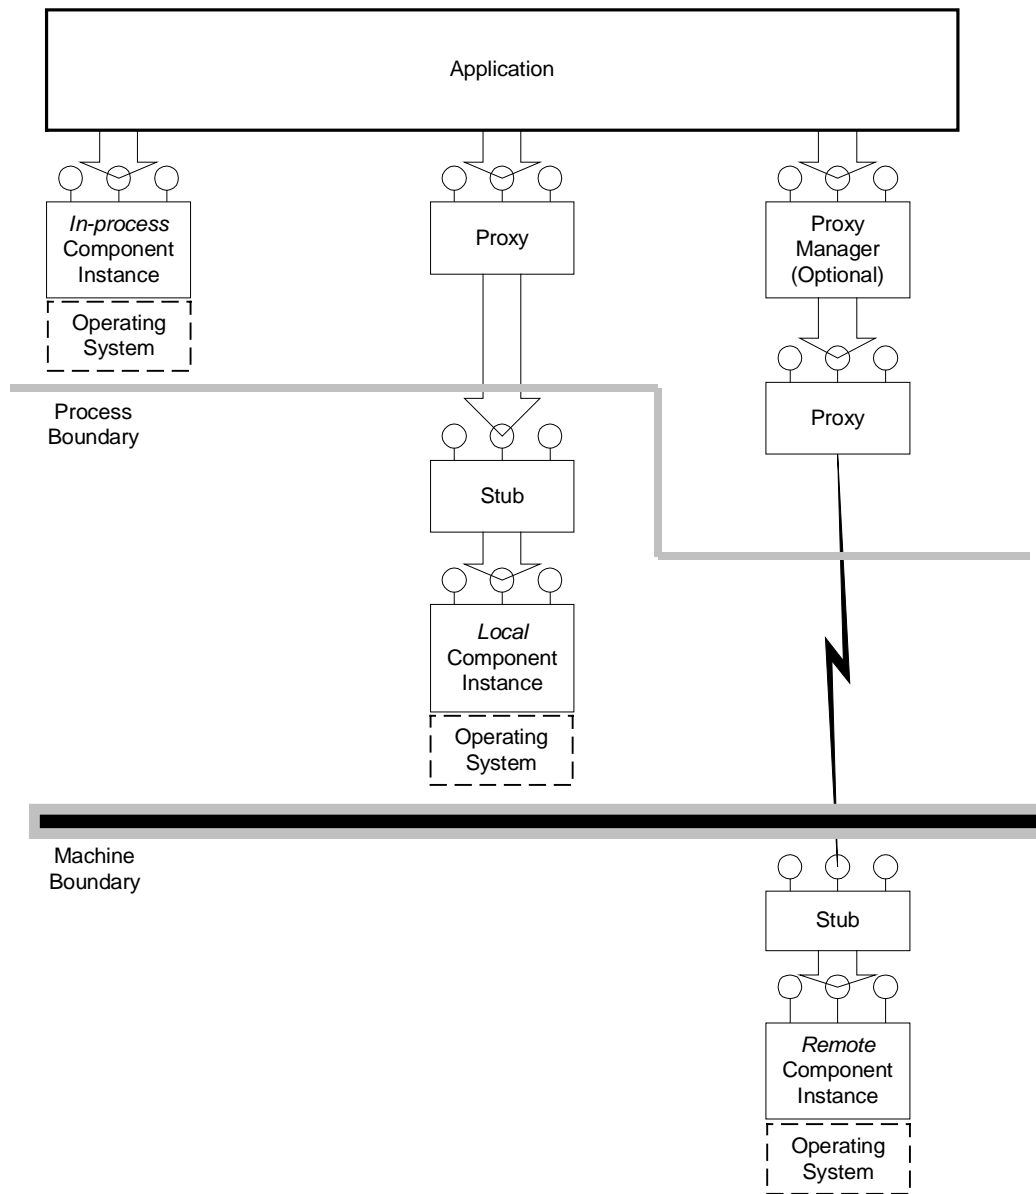 Application
In-process
Component
Instance
Operating
System
Proxy
Proxy
Manager
(Optional)
Process
Boundary
Proxy
Stub
Local
Component
Instance
Operating
System
Machine
Boundary
Stub
Remote
Component
Instance
Operating
System